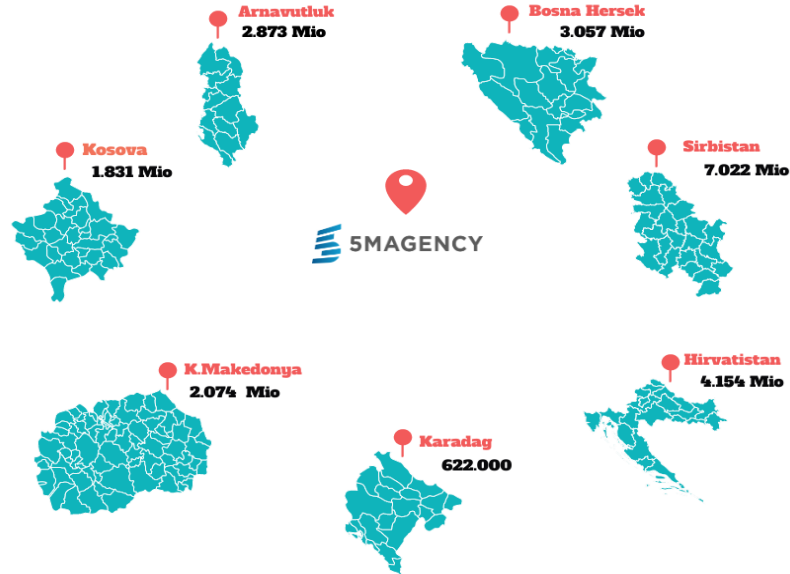 Arnavutluk
2.873 Mio
Bosna Hersek
3.057 Mio
Kosova
1.831 Mio
Sirbistan
7.022 Mio
5MAGENCY
K.Makedonya
2.074 Mio
Hirvatistan
4.154 Mio
Karadag
622.000